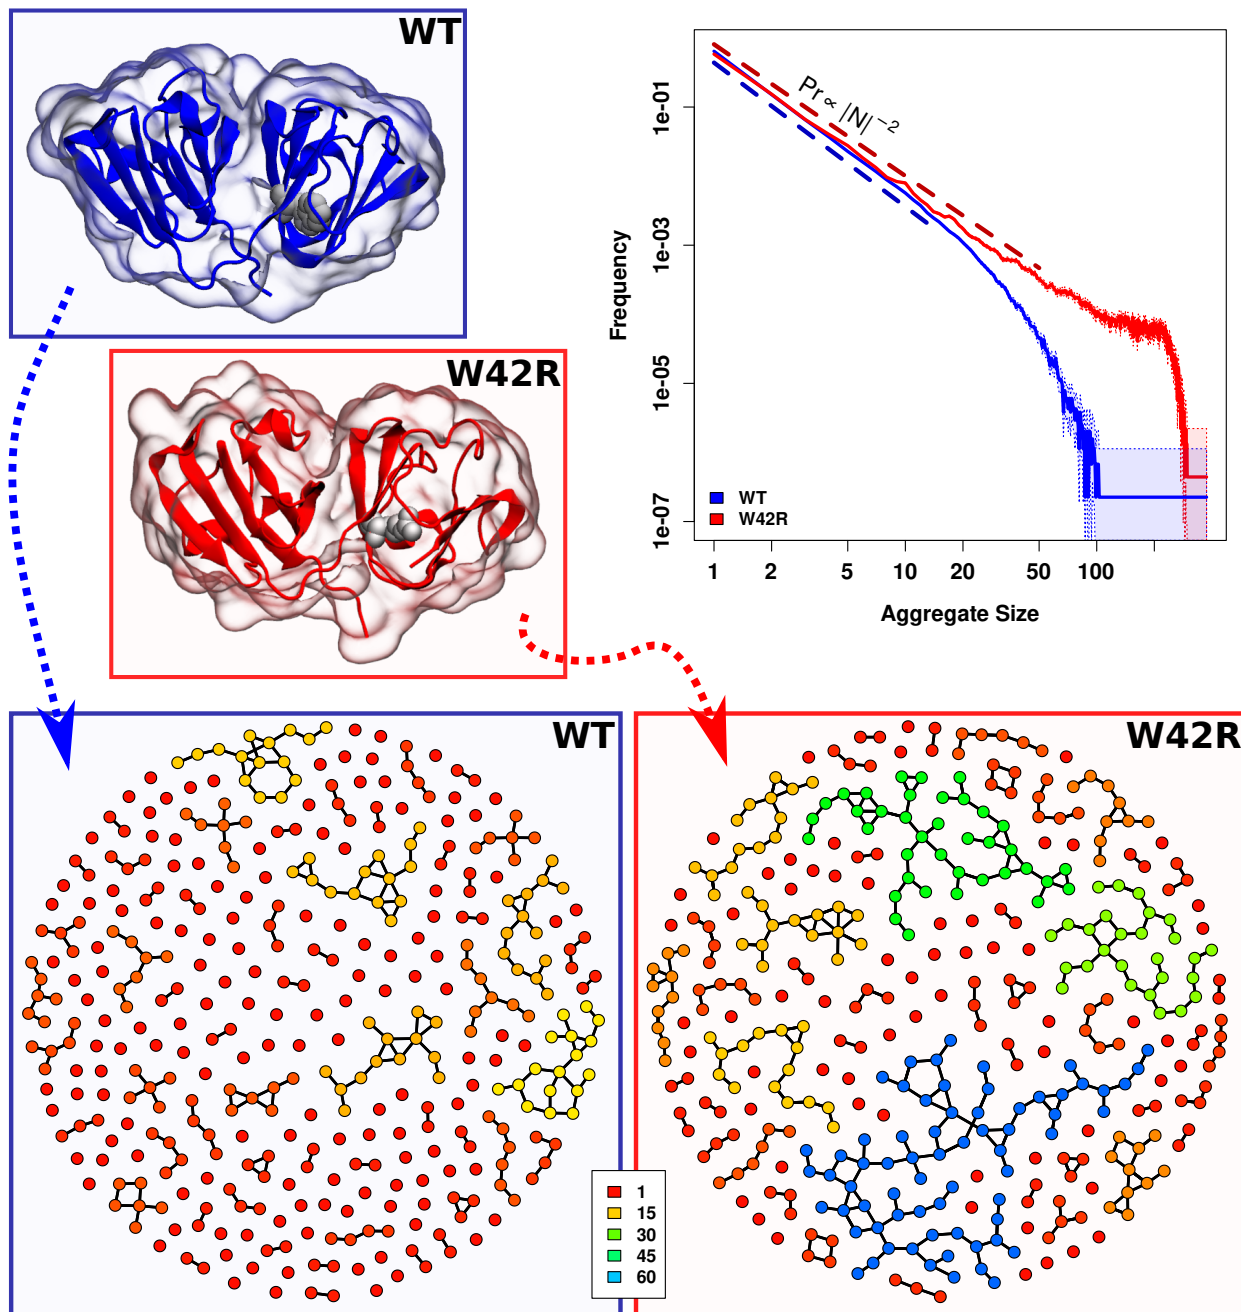 WT
W42R
Pr ∝ |N|⁻²
Frequency
1e-01
1e-03
1e-05
1e-07
WT
W42R
1 2 5 10 20 50 100
Aggregate Size
WT
W42R
1
15
30
45
60